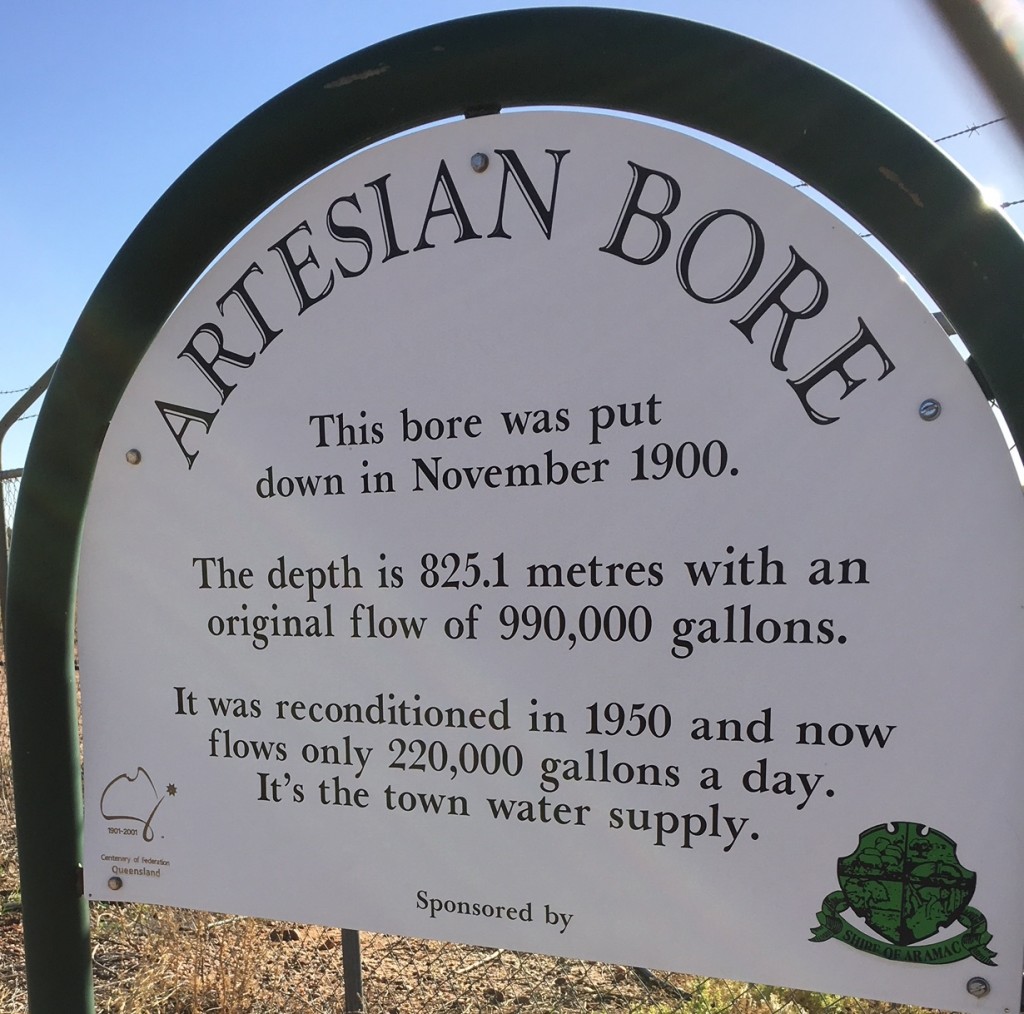 ARTESIAN BORE
This bore was put
down in November 1900.
The depth is 825.1 metres with an
original flow of 990,000 gallons.
It was reconditioned in 1950 and now
flows only 220,000 gallons a day.
It's the town water supply.
1901-2001
Centenary of Federation
Queensland
Sponsored by
SHIRE OF ARAMAC